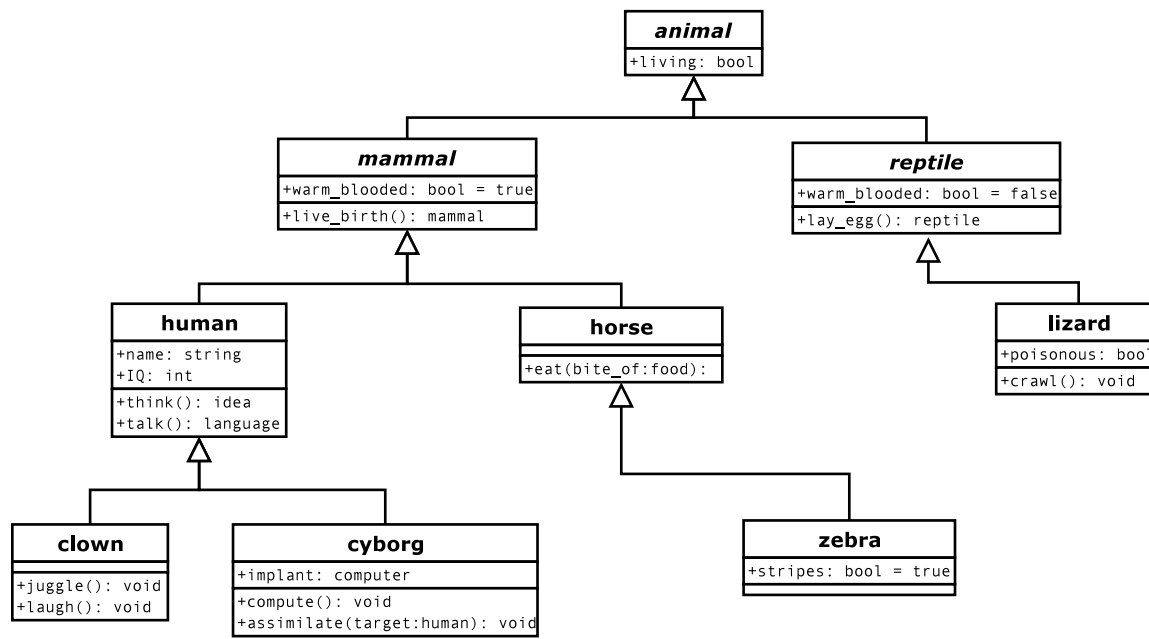 animal
+living: bool
mammal
+warm_blooded: bool = true
+live_birth(): mammal
reptile
+warm_blooded: bool = false
+lay_egg(): reptile
human
+name: string
+IQ: int
+think(): idea
+talk(): language
horse
+eat(bite_of:food):
lizard
+poisonous: bool
+crawl(): void
clown
+juggle(): void
+laugh(): void
cyborg
+implant: computer
+compute(): void
+assimilate(target:human): void
zebra
+stripes: bool = true